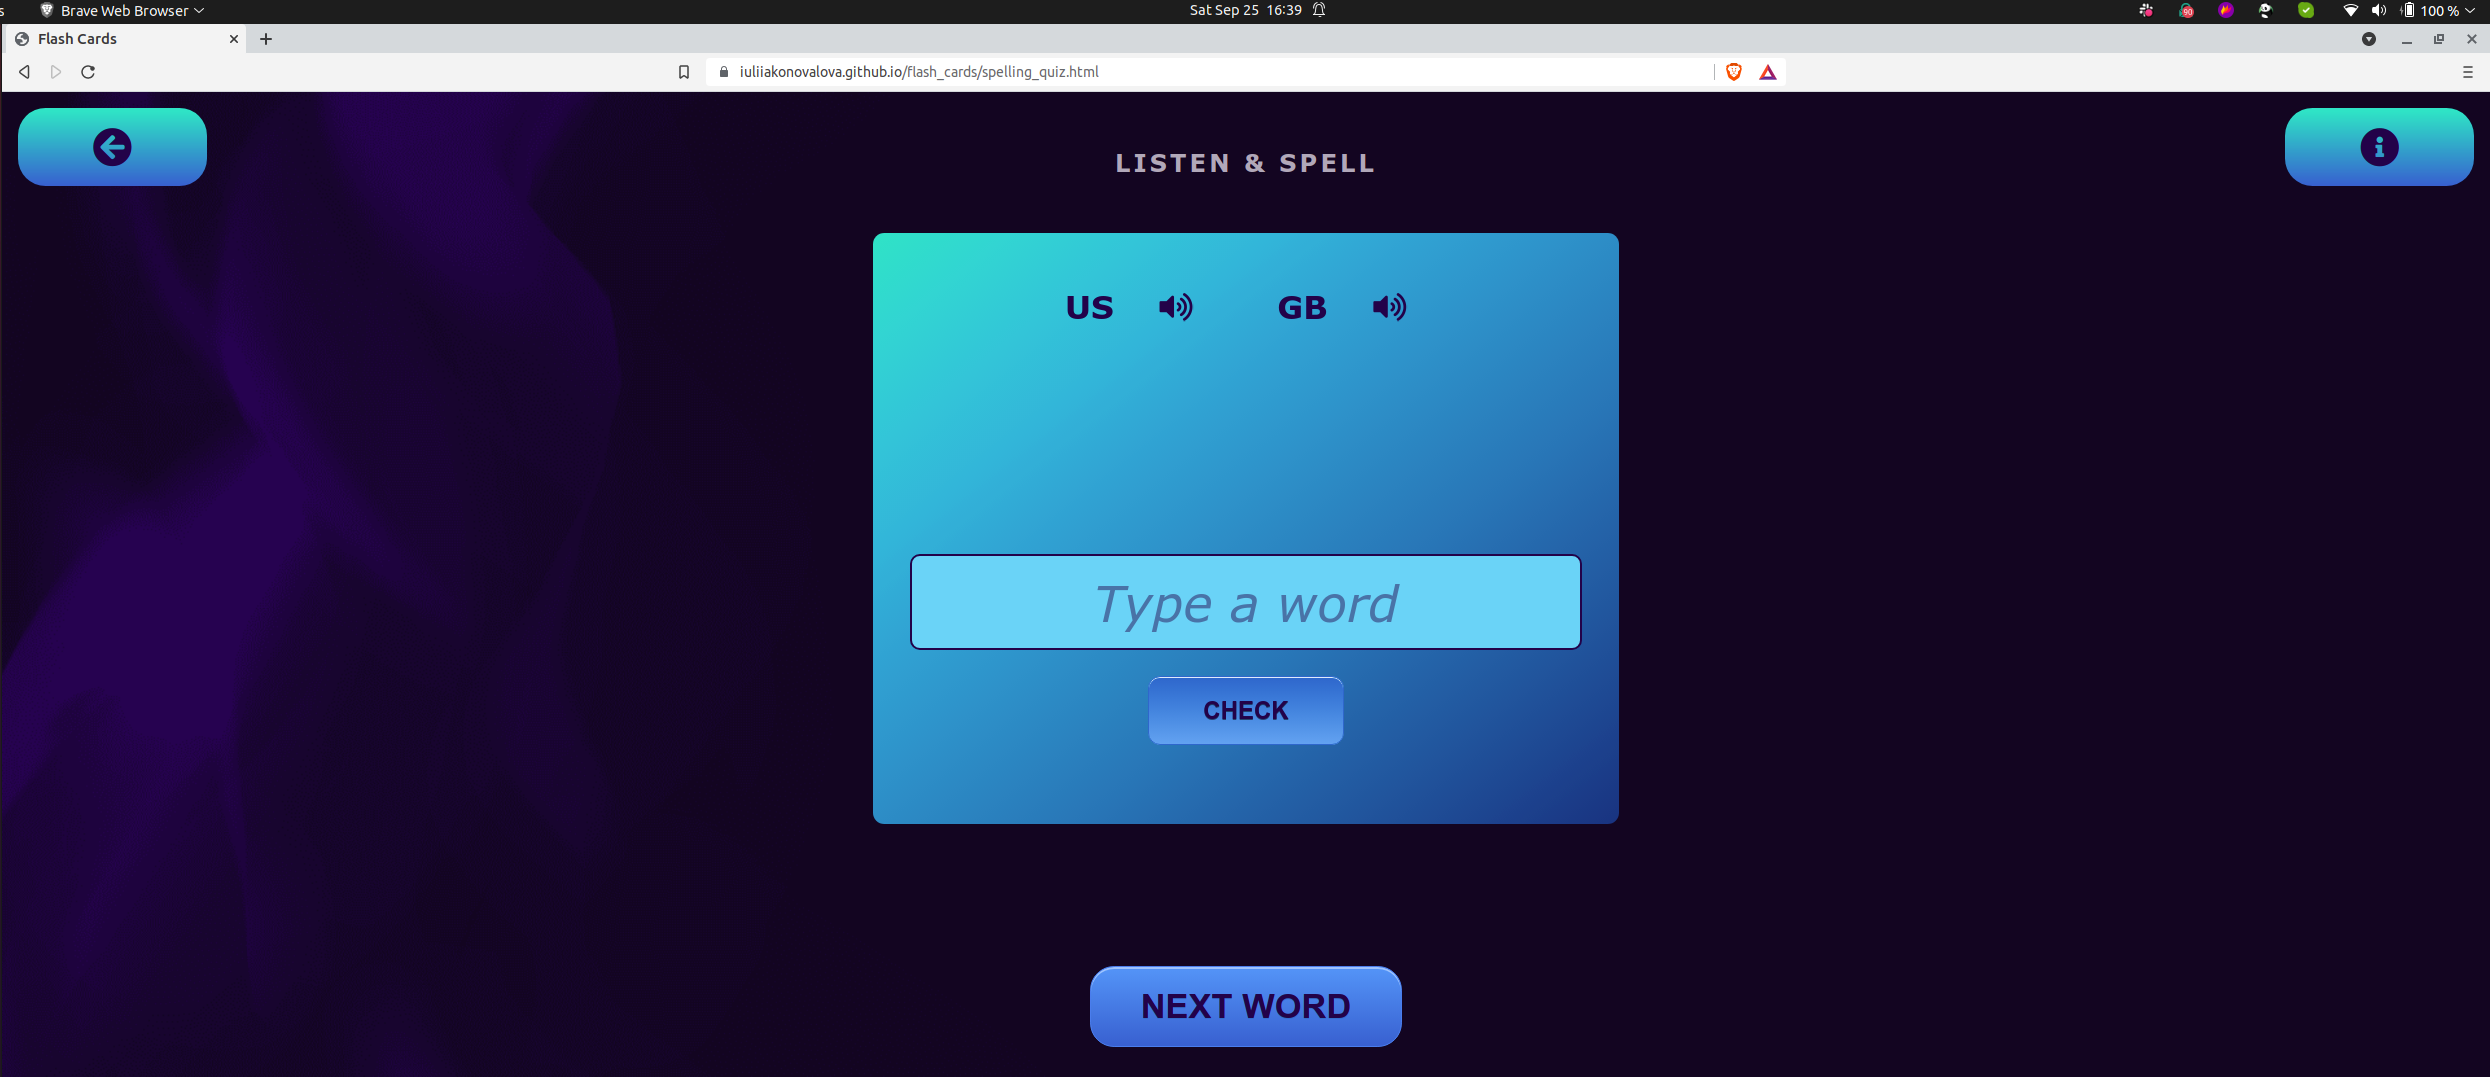 s Brave Web Browser Sat Sep 25 16:39 90 100 %
Flash Cards
iuliiakonovalova.github.io/flash_cards/spelling_quiz.html
LISTEN & SPELL
US GB
Type a word
CHECK
NEXT WORD